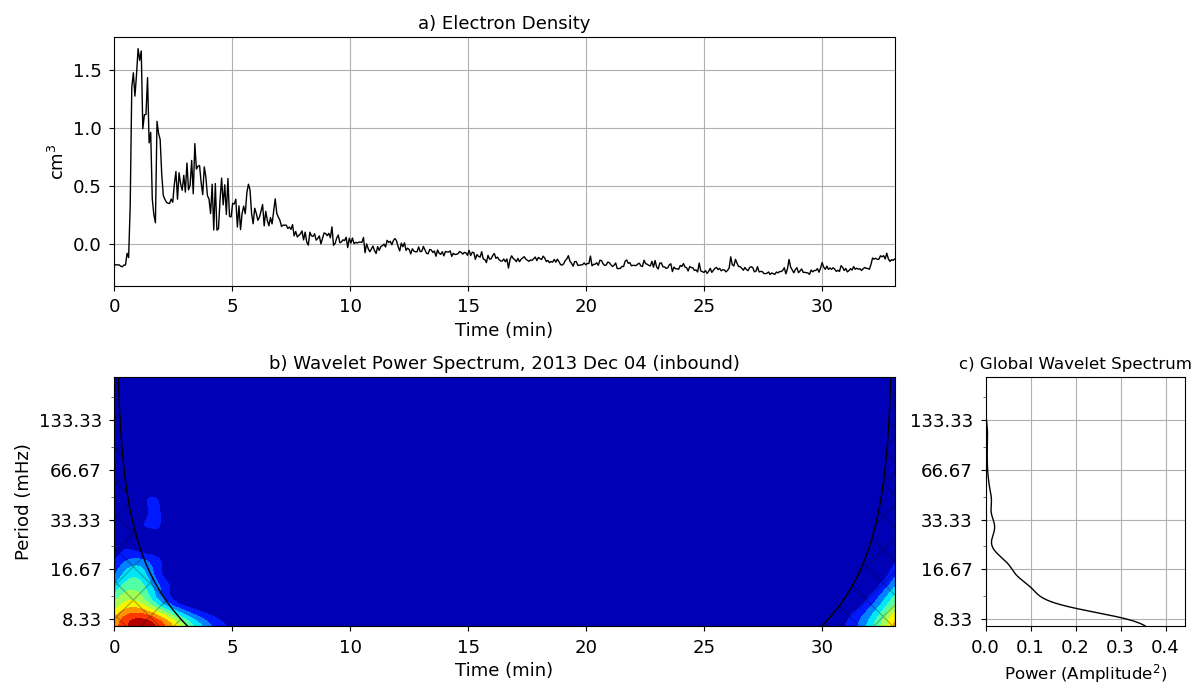 a) Electron Density
1.5
1.0
0.5
0.0
cm³
0 5 10 15 20 25 30
Time (min)
b) Wavelet Power Spectrum, 2013 Dec 04 (inbound)
133.33
66.67
33.33
16.67
8.33
Period (mHz)
0 5 10 15 20 25 30
Time (min)
c) Global Wavelet Spectrum
133.33
66.67
33.33
16.67
8.33
0.0 0.1 0.2 0.3 0.4
Power (Amplitude²)